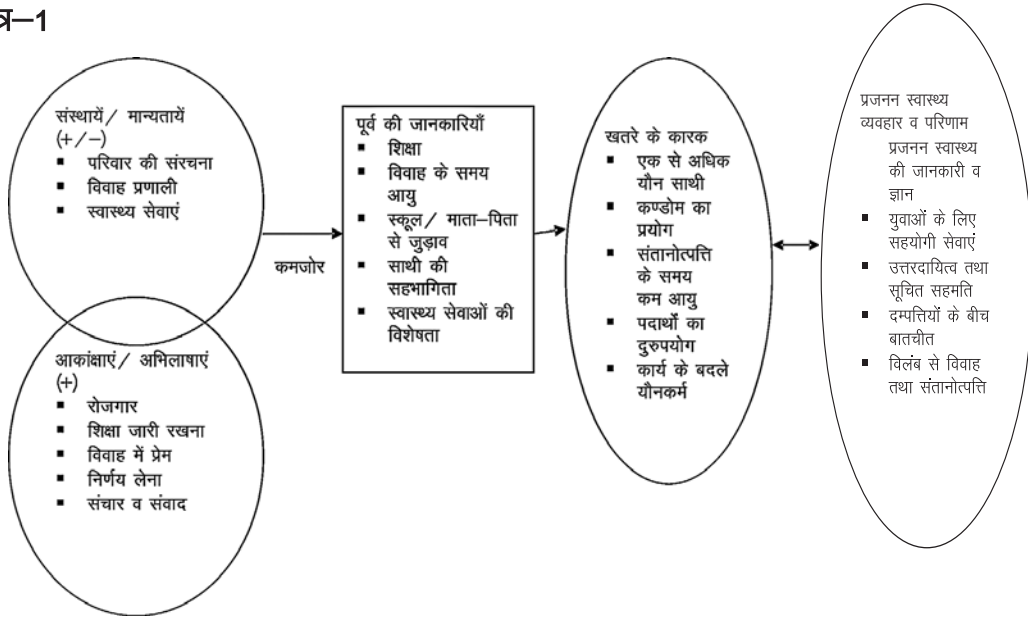 त्र–1
संस्थायें/ मान्यतायें
(+/–)
▪ परिवार की संरचना
▪ विवाह प्रणाली
▪ स्वास्थ्य सेवाएं
आकांक्षाएं/ अभिलाषाएं
(+)
▪ रोजगार
▪ शिक्षा जारी रखना
▪ विवाह में प्रेम
▪ निर्णय लेना
▪ संचार व संवाद
कमजोर
पूर्व की जानकारियाँ
▪ शिक्षा
▪ विवाह के समय
आयु
▪ स्कूल/ माता–पिता
से जुड़ाव
▪ साथी की
सहभागिता
▪ स्वास्थ्य सेवाओं की
विशेषता
खतरे के कारक
▪ एक से अधिक
यौन साथी
▪ कण्डोम का
प्रयोग
▪ संतानोत्पत्ति
के समय
कम आयु
▪ पदार्थों का
दुरुपयोग
▪ कार्य के बदले
यौनकर्म
प्रजनन स्वास्थ्य
व्यवहार व परिणाम
प्रजनन स्वास्थ्य
की जानकारी व
ज्ञान
▪ युवाओं के लिए
सहयोगी सेवाएं
▪ उत्तरदायित्व तथा
सूचित सहमति
▪ दम्पत्तियों के बीच
बातचीत
▪ विलंब से विवाह
तथा संतानोत्पत्ति